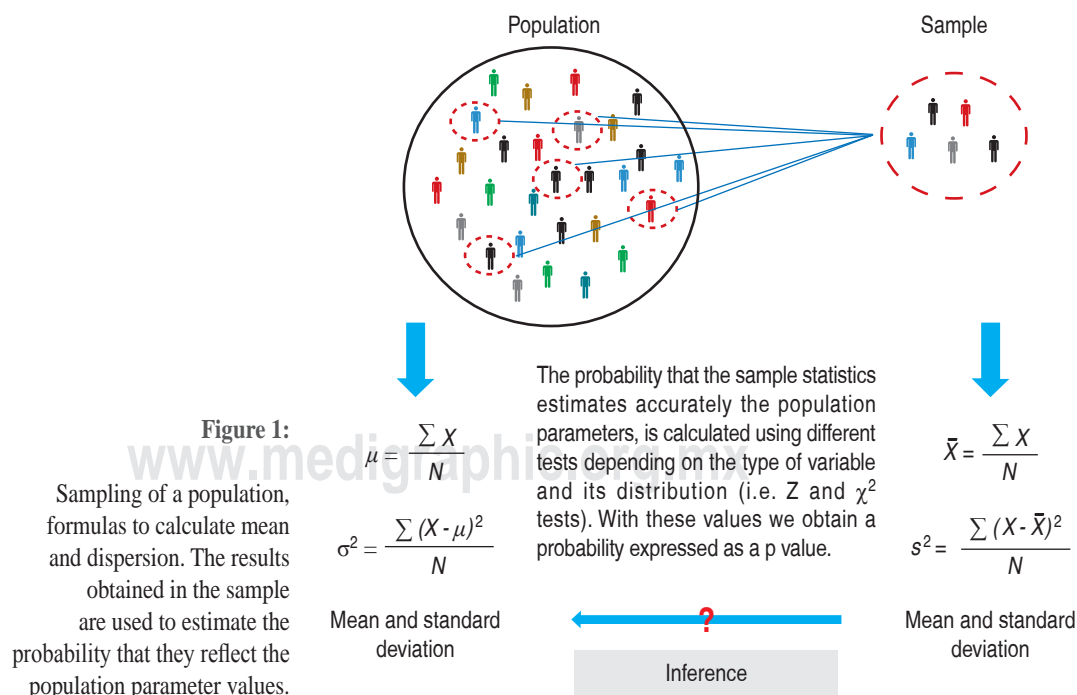 Population
Sample
The probability that the sample statistics
estimates accurately the population
parameters, is calculated using different
tests depending on the type of variable
and its distribution (i.e. Z and χ² 
tests). With these values we obtain a
probability expressed as a p value.
μ = ∑ X / N
σ² = ∑ (X - μ)² / N
Mean and standard
deviation
X̄ = ∑ X / N
s² = ∑ (X - X̄)² / N
Mean and standard
deviation
?
Inference
Figure 1:
Sampling of a population,
formulas to calculate mean
and dispersion. The results
obtained in the sample
are used to estimate the
probability that they reflect the
population parameter values.
www.medigraphic.org.mx